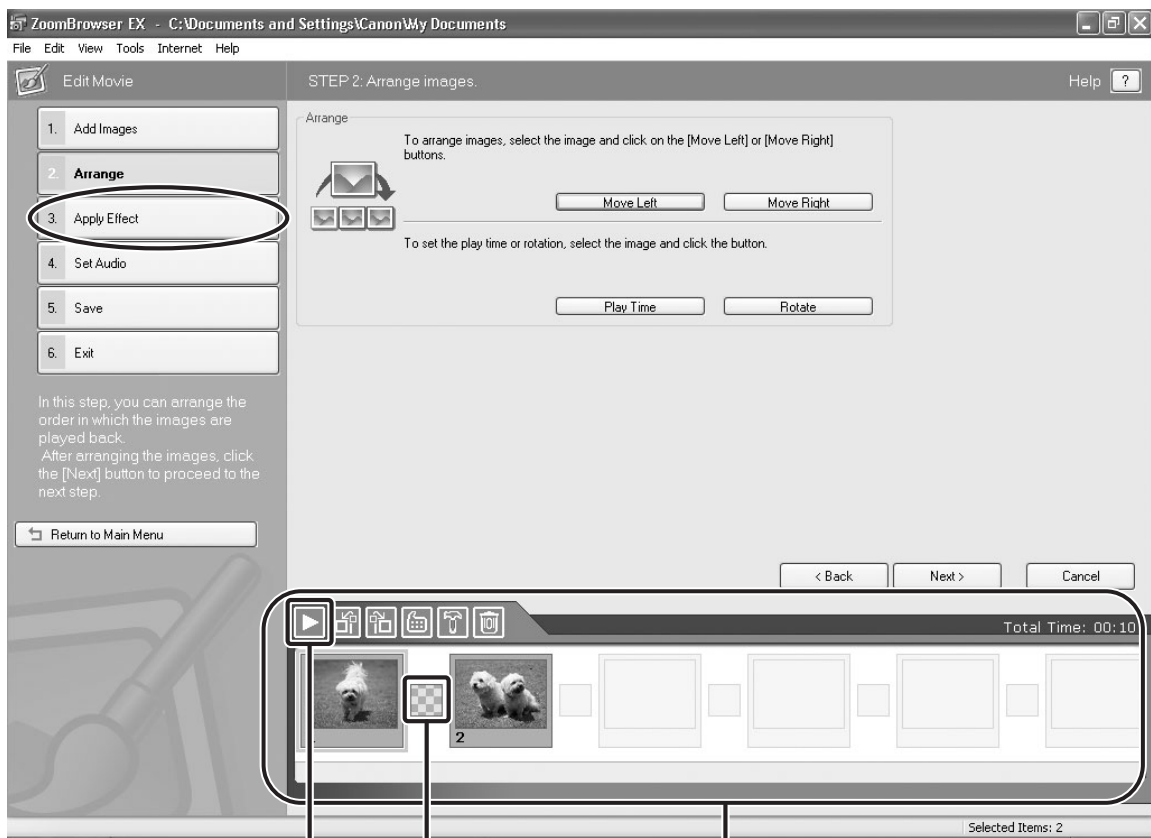 ZoomBrowser EX - C:\Documents and Settings\Canon\My Documents
File Edit View Tools Internet Help
Edit Movie
STEP 2: Arrange images.
Help ?
1. Add Images
2. Arrange
3. Apply Effect
4. Set Audio
5. Save
6. Exit
In this step, you can arrange the
order in which the images are
played back.
After arranging the images, click
the [Next] button to proceed to the
next step.
Return to Main Menu
Arrange
To arrange images, select the image and click on the [Move Left] or [Move Right]
buttons.
Move Left Move Right
To set the play time or rotation, select the image and click the button.
Play Time Rotate
< Back Next > Cancel
Total Time: 00:10
2
Selected Items: 2